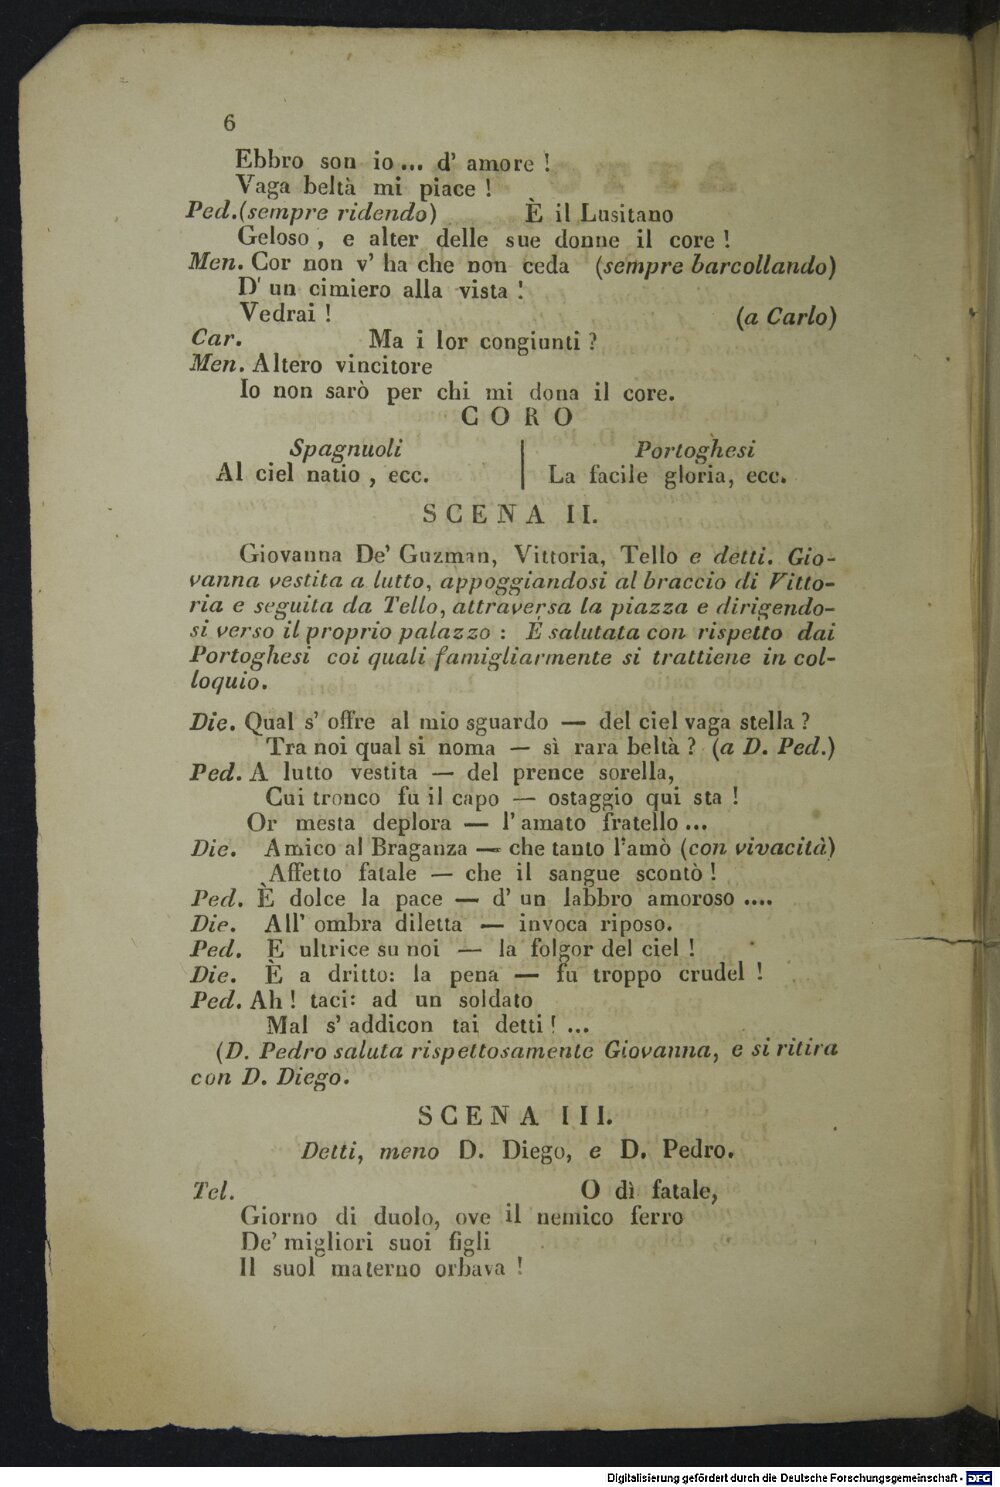 6
Ebbro son io ... d' amore !
Vaga beltà mi piace !
Ped.(sempre ridendo) È il Lusitano
Geloso , e alter delle sue donne il core !
Men. Cor non v' ha che non ceda (sempre barcollando)
D' un cimiero alla vista !
Vedrai ! (a Carlo)
Car. Ma i lor congiunti ?
Men. Altero vincitore
Io non sarò per chi mi dona il core.
CORO
Spagnuoli Portoghesi
Al ciel natio , ecc. La facile gloria, ecc.
SCENA II.
Giovanna De' Guzman, Vittoria, Tello e detti. Gio-
vanna vestita a lutto, appoggiandosi al braccio di Vitto-
ria e seguita da Tello, attraversa la piazza e dirigendo-
si verso il proprio palazzo : È salutata con rispetto dai
Portoghesi coi quali famigliarmente si trattiene in col-
loquio.
Die. Qual s' offre al mio sguardo — del ciel vaga stella ?
Tra noi qual si noma — sì rara beltà ? (a D. Ped.)
Ped. A lutto vestita — del prence sorella,
Cui tronco fu il capo — ostaggio qui sta !
Or mesta deplora — l' amato fratello ...
Die. Amico al Braganza — che tanto l'amò (con vivacità)
Affetto fatale — che il sangue scontò !
Ped. È dolce la pace — d' un labbro amoroso ....
Die. All' ombra diletta — invoca riposo.
Ped. E ultrice su noi — la folgor del ciel !
Die. È a dritto: la pena — fu troppo crudel !
Ped. Ah ! taci: ad un soldato
Mal s' addicon tai detti ! ...
(D. Pedro saluta rispettosamente Giovanna, e si ritira
con D. Diego.
SCENA III.
Detti, meno D. Diego, e D. Pedro.
Tel. O dì fatale,
Giorno di duolo, ove il nemico ferro
De' migliori suoi figli
Il suol materno orbava !
Digitalisierung gefördert durch die Deutsche Forschungsgemeinschaft - DFG